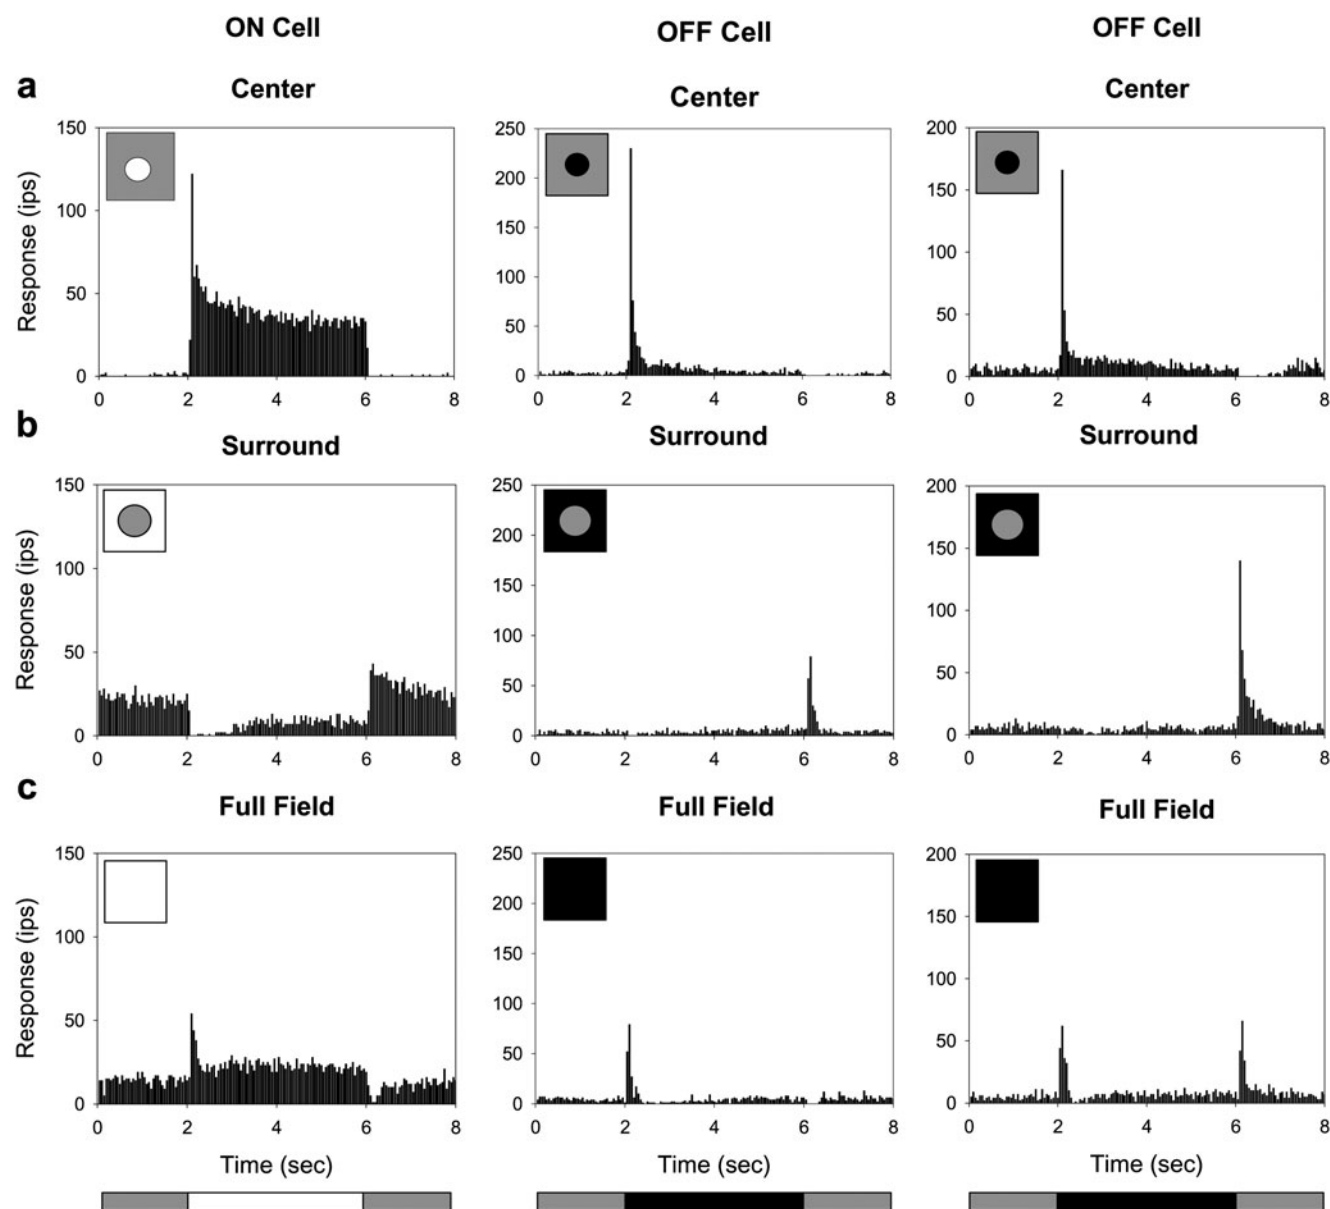 ON Cell OFF Cell OFF Cell
a Center Center Center
150 250 200
200 150
100 150 100
50 100 50
50
0 0 0
Response (ips)
0 2 4 6 8 0 2 4 6 8 0 2 4 6 8
b Surround Surround Surround
150 250 200
200 150
100 150 100
50 100 50
50
0 0 0
Response (ips)
0 2 4 6 8 0 2 4 6 8 0 2 4 6 8
c Full Field Full Field Full Field
150 250 200
200 150
100 150 100
50 100 50
50
0 0 0
Response (ips)
0 2 4 6 8 0 2 4 6 8 0 2 4 6 8
Time (sec) Time (sec) Time (sec)